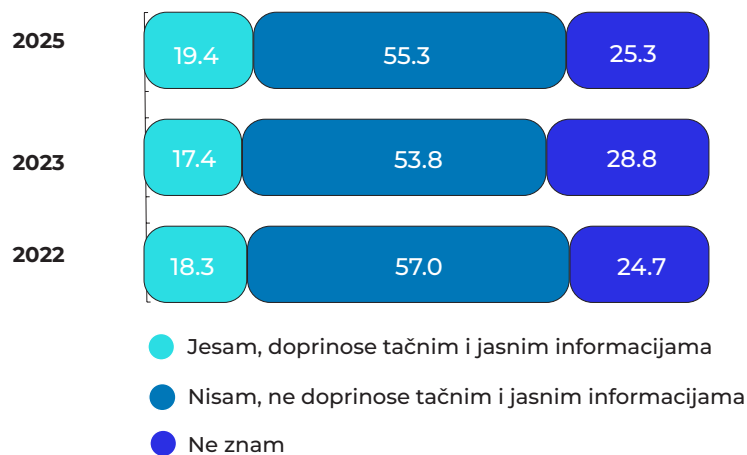 2025
19.4 55.3 25.3
2023
17.4 53.8 28.8
2022
18.3 57.0 24.7
Jesam, doprinose tačnim i jasnim informacijama
Nisam, ne doprinose tačnim i jasnim informacijama
Ne znam